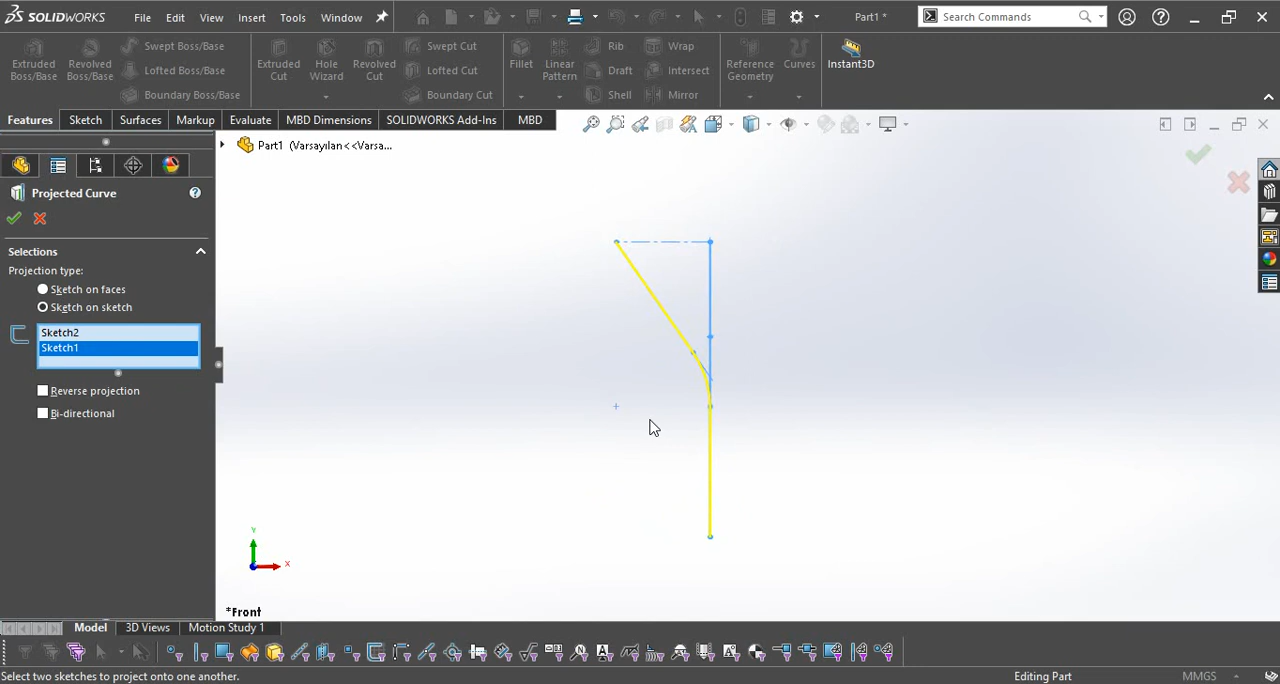 SOLIDWORKS File Edit View Insert Tools Window Part1 * Search Commands
Extruded Boss/Base
Revolved Boss/Base
Swept Boss/Base
Lofted Boss/Base
Boundary Boss/Base
Extruded Cut
Hole Wizard
Revolved Cut
Swept Cut
Lofted Cut
Boundary Cut
Fillet
Linear Pattern
Rib
Draft
Shell
Wrap
Intersect
Mirror
Reference Geometry
Curves
Instant3D
Features Sketch Surfaces Markup Evaluate MBD Dimensions SOLIDWORKS Add-Ins MBD
Part1 (Varsayılan<<Varsa...
Projected Curve
Selections
Projection type:
Sketch on faces
Sketch on sketch
Sketch2
Sketch1
Reverse projection
Bi-directional
Y
X
*Front
Model 3D Views Motion Study 1
Select two sketches to project onto one another. Editing Part MMGS